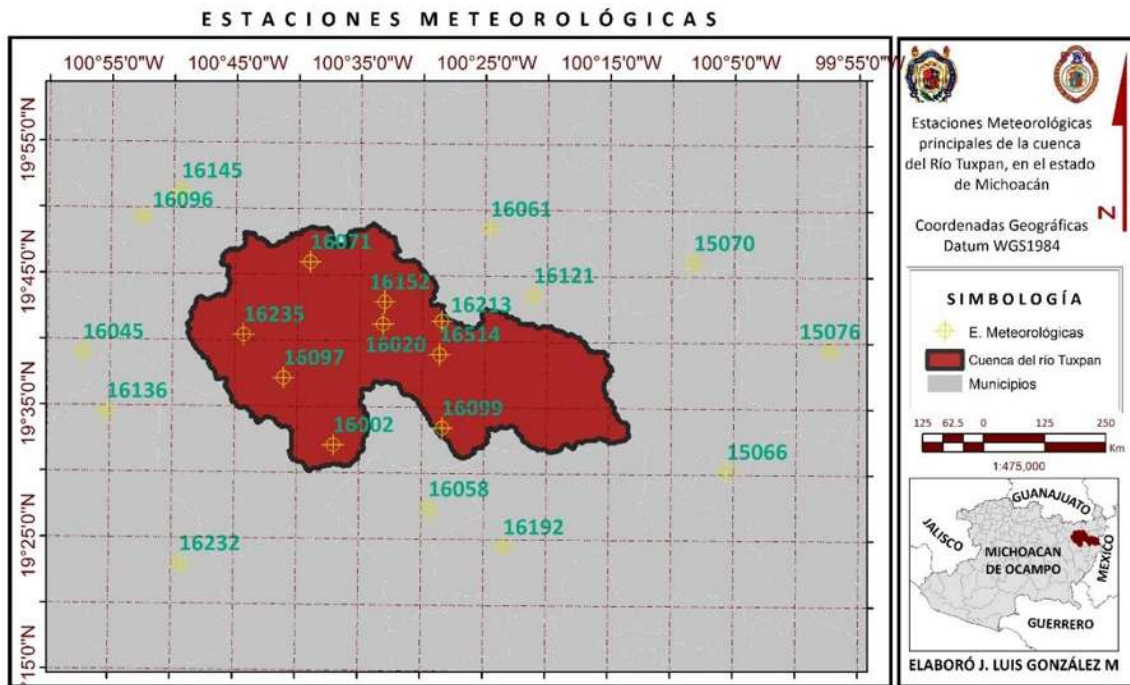 ESTACIONES METEOROLÓGICAS
100°55'0"W 100°45'0"W 100°35'0"W 100°25'0"W 100°15'0"W 100°5'0"W 99°55'0"W
19°55'0"N
19°45'0"N
19°35'0"N
19°25'0"N
°15'0"N
16145
16096
16061
16071
15070
16152
16121
16213
16235
16045
16020
16514
15076
16097
16136
16099
16002
15066
16058
16192
16232
Estaciones Meteorológicas
principales de la cuenca
del Río Tuxpan, en el estado
de Michoacán
Coordenadas Geográficas
Datum WGS1984
N
SIMBOLOGÍA
E. Meteorológicas
Cuenca del río Tuxpan
Municipios
125 62.5 0 125 250
Km
1:475,000
GUANAJUATO
JALISCO
MICHOACAN
DE OCAMPO
MEXICO
GUERRERO
ELABORÓ J. LUIS GONZÁLEZ M